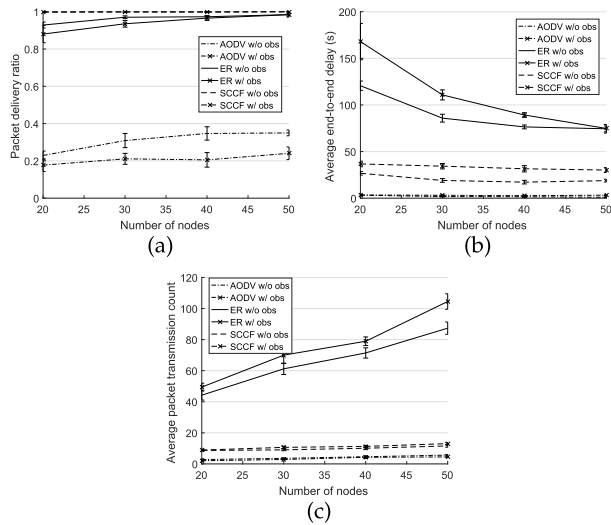 Packet delivery ratio
1
0.8
0.6
0.4
0.2
0
AODV w/o obs
AODV w/ obs
ER w/o obs
ER w/ obs
SCCF w/o obs
SCCF w/ obs
20 25 30 35 40 45 50
Number of nodes
(a)
Average end-to-end delay (s)
200
150
100
50
0
AODV w/o obs
AODV w/ obs
ER w/o obs
ER w/ obs
SCCF w/o obs
SCCF w/ obs
20 25 30 35 40 45 50
Number of nodes
(b)
Average packet transmission count
120
100
80
60
40
20
0
AODV w/o obs
AODV w/ obs
ER w/o obs
ER w/ obs
SCCF w/o obs
SCCF w/ obs
20 25 30 35 40 45 50
Number of nodes
(c)